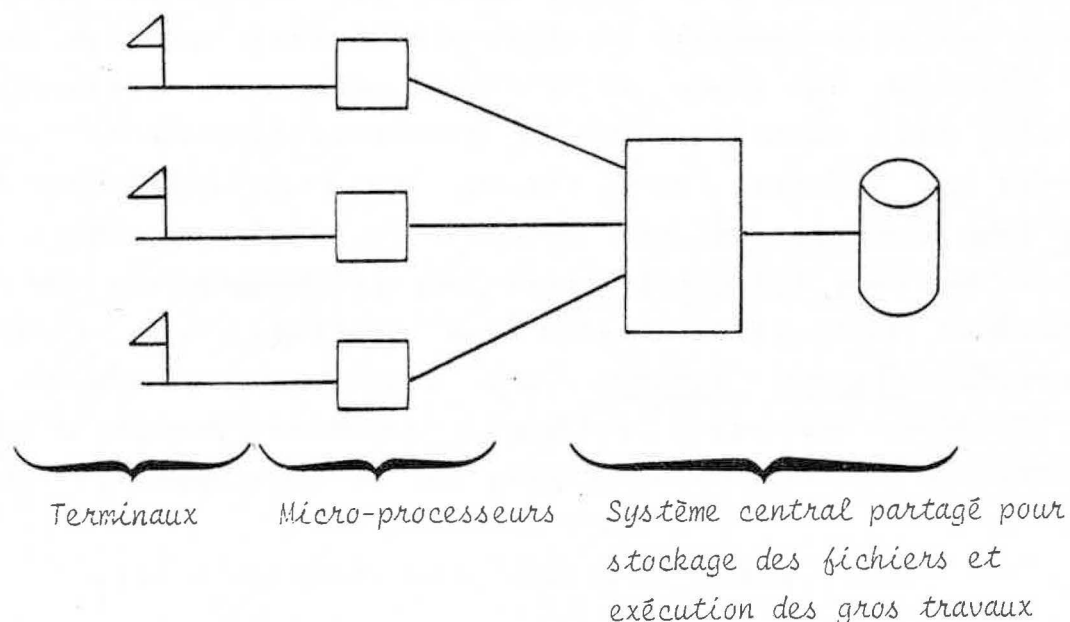 Terminaux
Micro-processeurs
Système central partagé pour
stockage des fichiers et
exécution des gros travaux